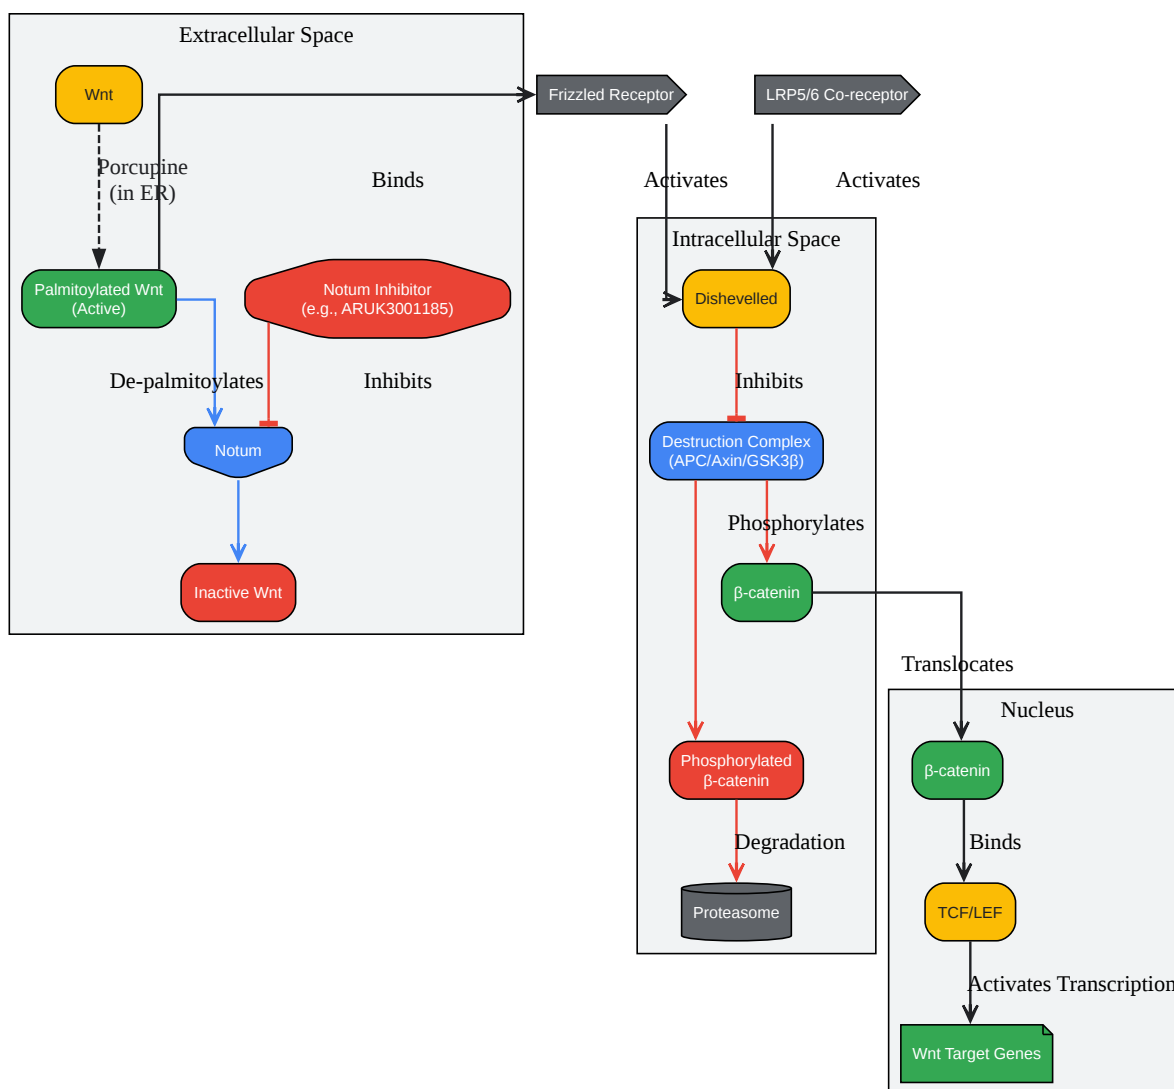 Extracellular Space
Wnt
Frizzled Receptor
LRP5/6 Co-receptor
Porcupine
(in ER)
Binds
Activates
Activates
Intracellular Space
Palmitoylated Wnt
(Active)
Notum Inhibitor
(e.g., ARUK3001185)
Dishevelled
De-palmitoylates
Inhibits
Inhibits
Notum
Destruction Complex
(APC/Axin/GSK3β)
Phosphorylates
Inactive Wnt
β-catenin
Translocates
Nucleus
Phosphorylated
β-catenin
β-catenin
Degradation
Binds
Proteasome
TCF/LEF
Activates Transcription
Wnt Target Genes